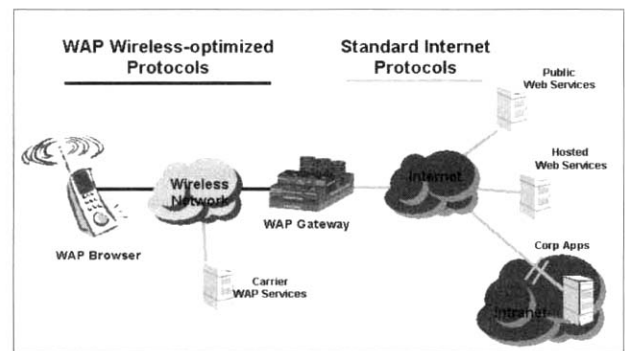 WAP Wireless-optimized
Protocols
Standard Internet
Protocols
Public
Web Services
Hosted
Web Services
Internet
Wireless
Network
WAP Gateway
WAP Browser
Carrier
WAP Services
Corp Apps
Intranet